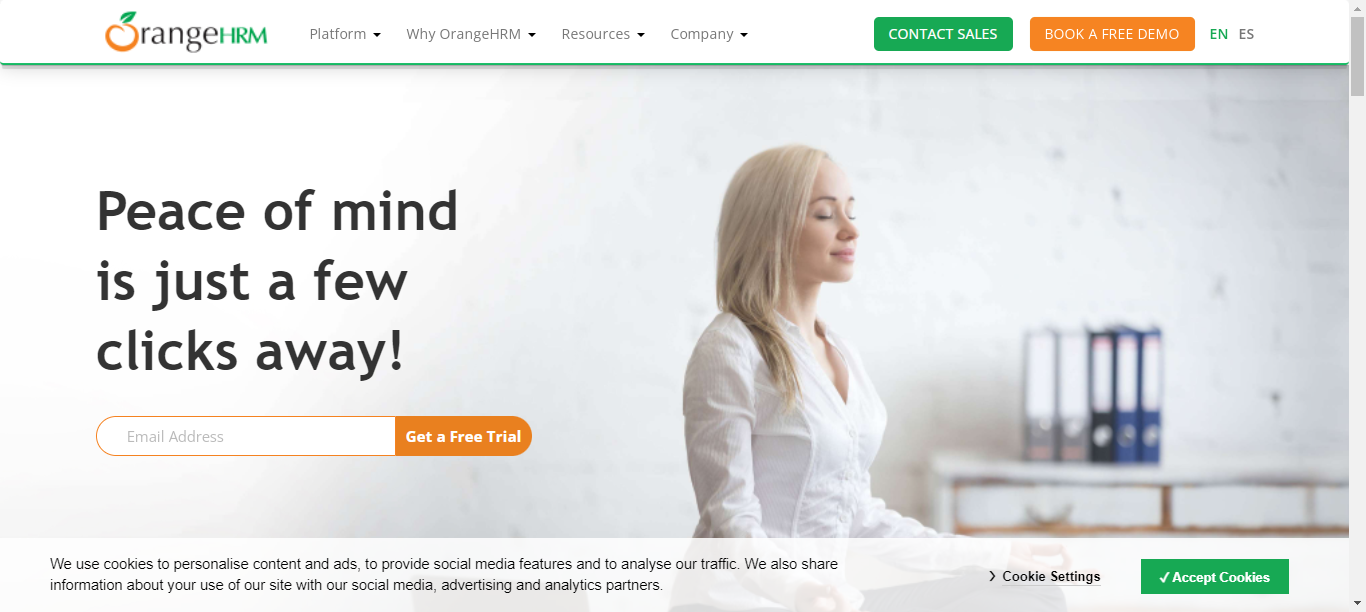 OrangeHRM
Platform
Why OrangeHRM
Resources
Company
CONTACT SALES
BOOK A FREE DEMO
EN ES
Peace of mind
is just a few
clicks away!
Email Address
Get a Free Trial
We use cookies to personalise content and ads, to provide social media features and to analyse our traffic. We also share
information about your use of our site with our social media, advertising and analytics partners.
Cookie Settings
Accept Cookies